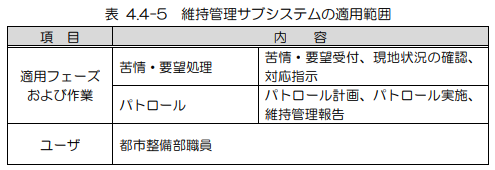 表 4.4-5　維持管理サブシステムの適用範囲
項　目　内　容
適用フェーズ
および作業
苦情・要望処理
苦情・要望受付、現地状況の確認、
対応指示
パトロール
パトロール計画、パトロール実施、
維持管理報告
ユーザ
都市整備部職員